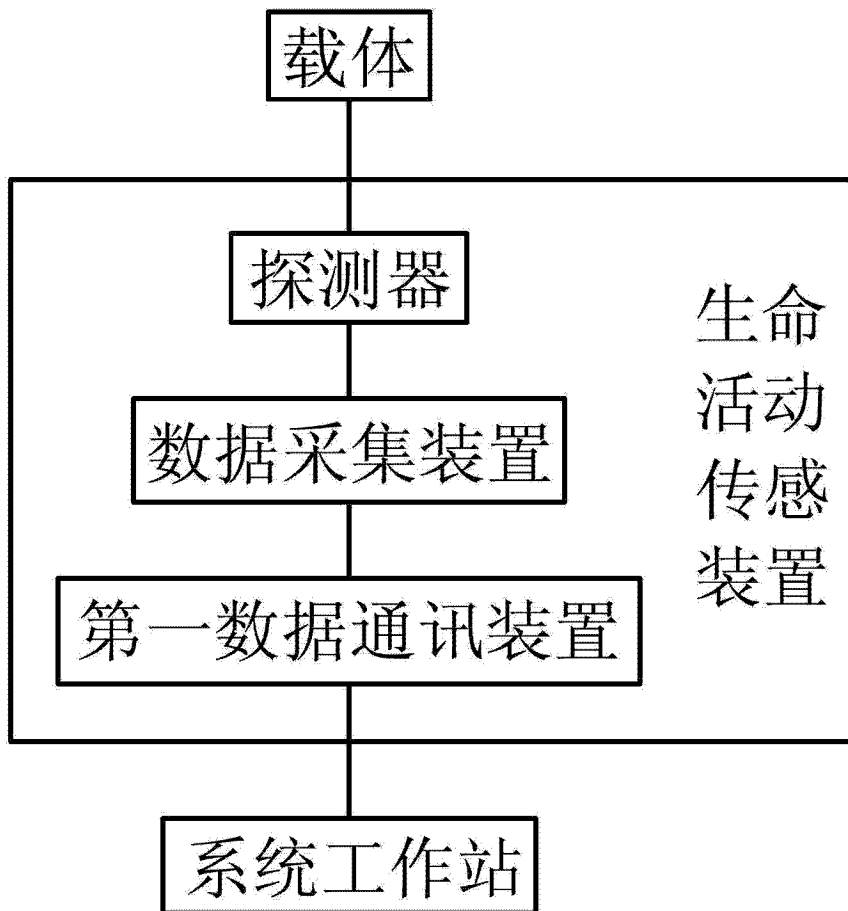 载体
探测器
数据采集装置
第一数据通讯装置
生命
活动
传感
装置
系统工作站